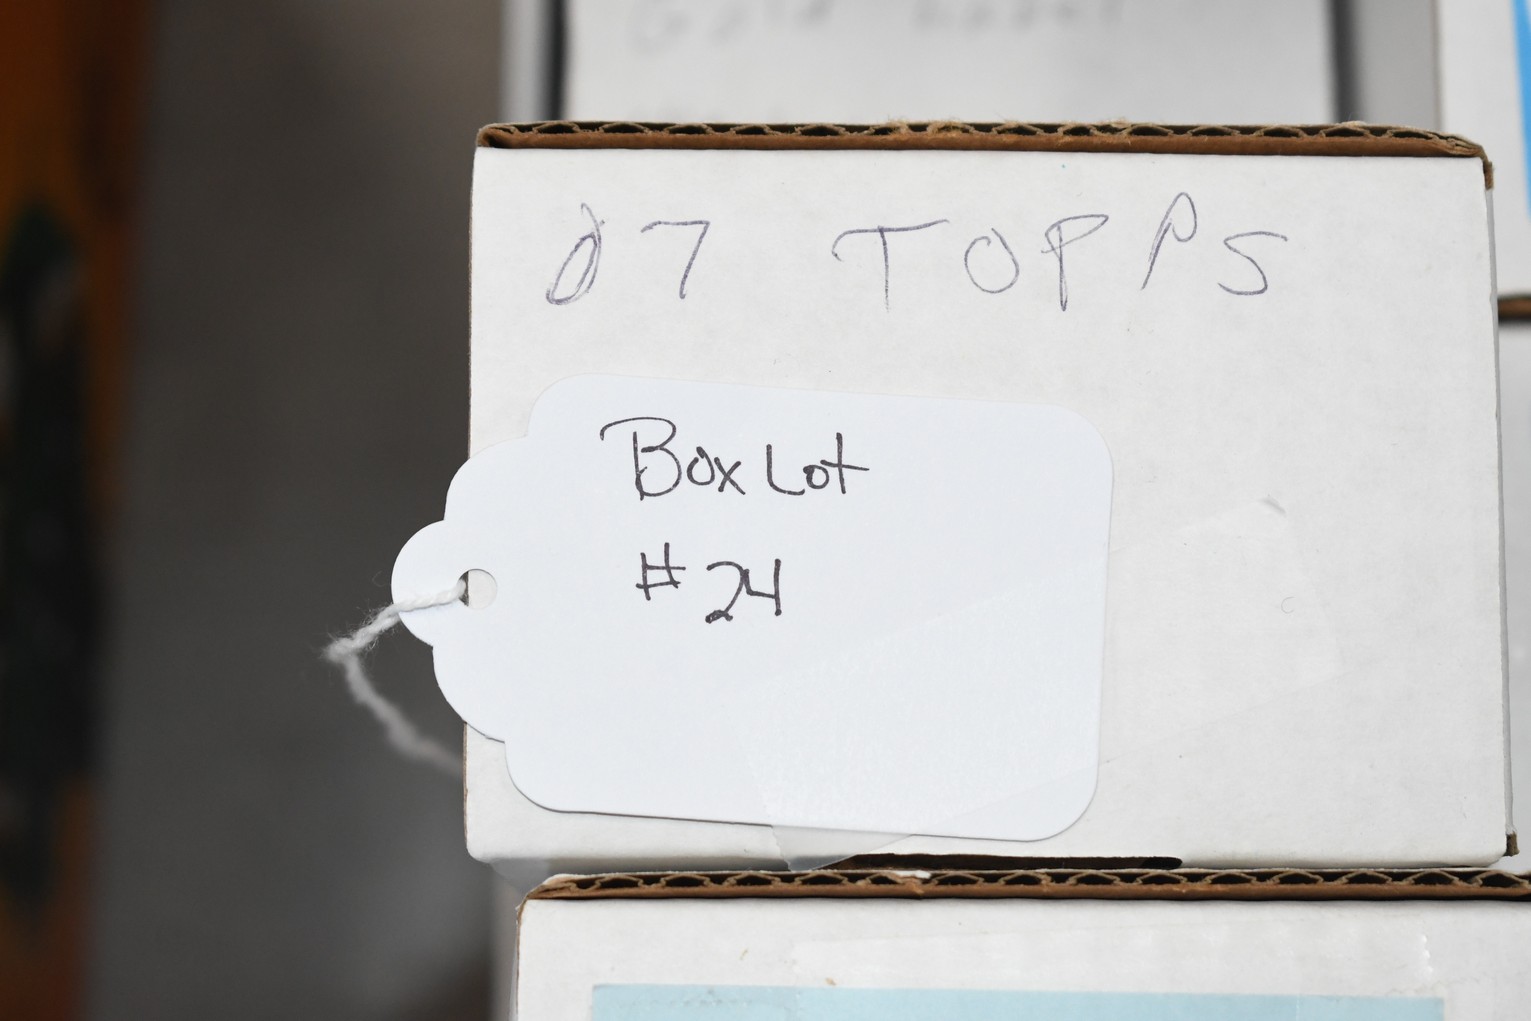 07 TOPPS
Box Lot
# 24